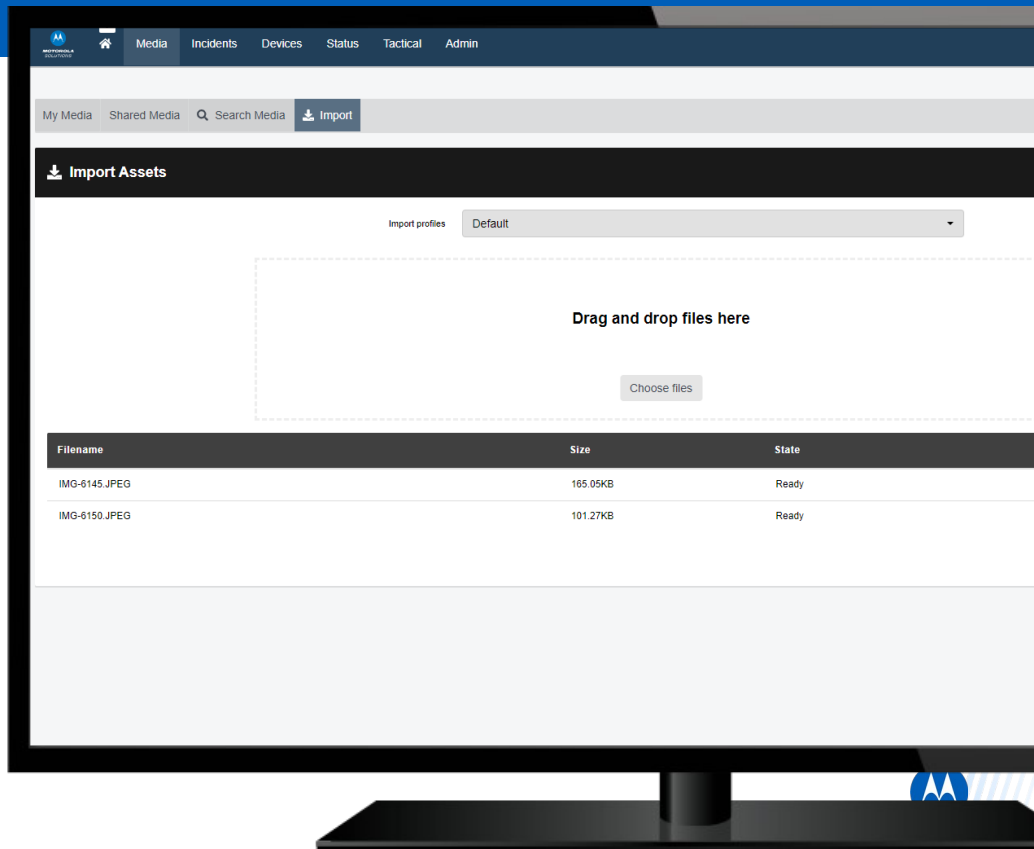 MOTOROLA
SOLUTIONS
Media Incidents Devices Status Tactical Admin
My Media Shared Media Search Media Import
Import Assets
Import profiles Default
Drag and drop files here
Choose files
Filename Size State
IMG-6145.JPEG 165.05KB Ready
IMG-6150.JPEG 101.27KB Ready